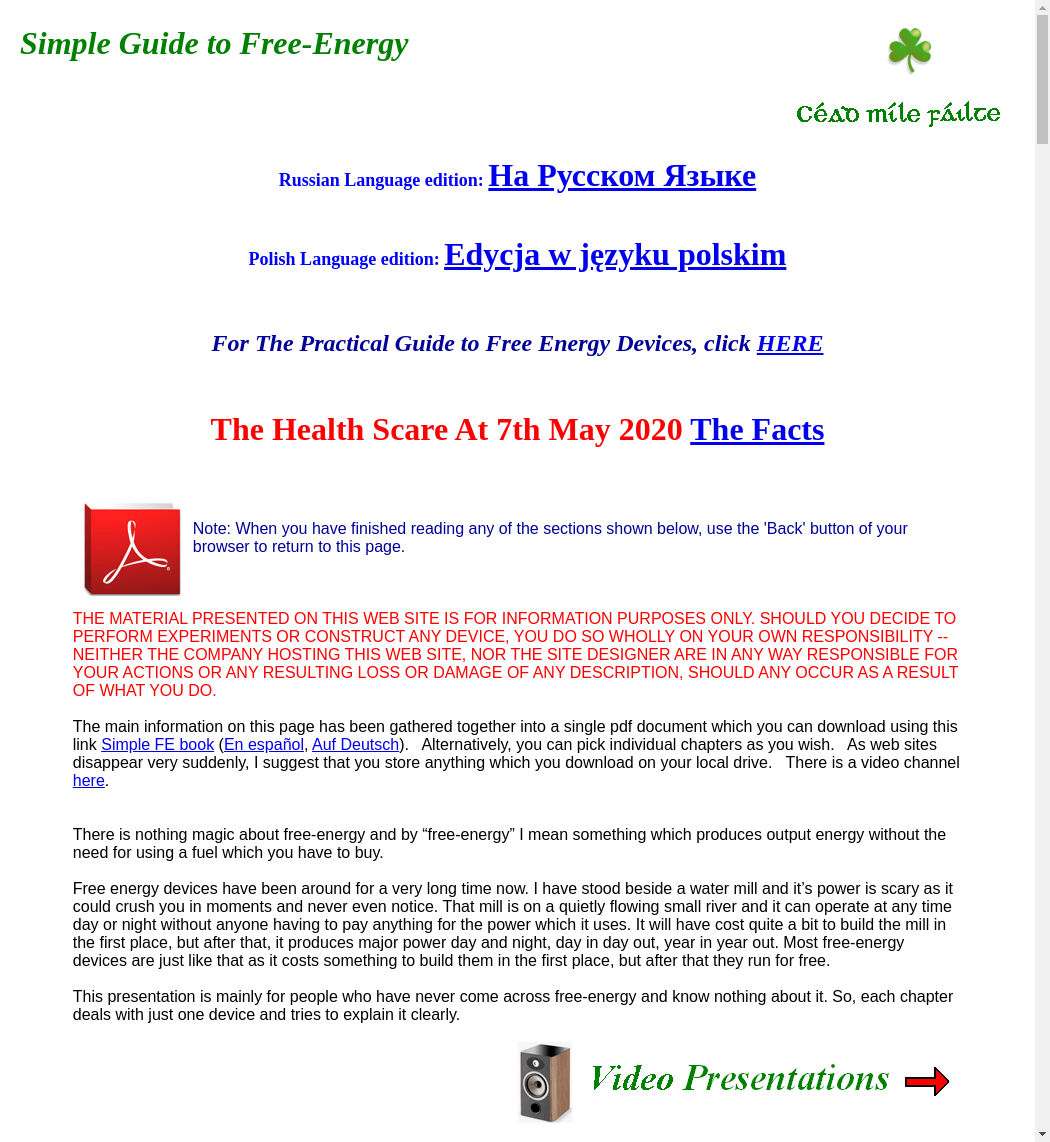 Simple Guide to Free-Energy
Céad míle fáilte
Russian Language edition: На Русском Языке
Polish Language edition: Edycja w języku polskim
For The Practical Guide to Free Energy Devices, click HERE
The Health Scare At 7th May 2020 The Facts
Note: When you have finished reading any of the sections shown below, use the 'Back' button of your
browser to return to this page.
THE MATERIAL PRESENTED ON THIS WEB SITE IS FOR INFORMATION PURPOSES ONLY. SHOULD YOU DECIDE TO
PERFORM EXPERIMENTS OR CONSTRUCT ANY DEVICE, YOU DO SO WHOLLY ON YOUR OWN RESPONSIBILITY --
NEITHER THE COMPANY HOSTING THIS WEB SITE, NOR THE SITE DESIGNER ARE IN ANY WAY RESPONSIBLE FOR
YOUR ACTIONS OR ANY RESULTING LOSS OR DAMAGE OF ANY DESCRIPTION, SHOULD ANY OCCUR AS A RESULT
OF WHAT YOU DO.
The main information on this page has been gathered together into a single pdf document which you can download using this
link Simple FE book (En español, Auf Deutsch).   Alternatively, you can pick individual chapters as you wish.   As web sites
disappear very suddenly, I suggest that you store anything which you download on your local drive.   There is a video channel
here.
There is nothing magic about free-energy and by “free-energy” I mean something which produces output energy without the
need for using a fuel which you have to buy.
Free energy devices have been around for a very long time now. I have stood beside a water mill and it’s power is scary as it
could crush you in moments and never even notice. That mill is on a quietly flowing small river and it can operate at any time
day or night without anyone having to pay anything for the power which it uses. It will have cost quite a bit to build the mill in
the first place, but after that, it produces major power day and night, day in day out, year in year out. Most free-energy
devices are just like that as it costs something to build them in the first place, but after that they run for free.
This presentation is mainly for people who have never come across free-energy and know nothing about it. So, each chapter
deals with just one device and tries to explain it clearly.
Video Presentations